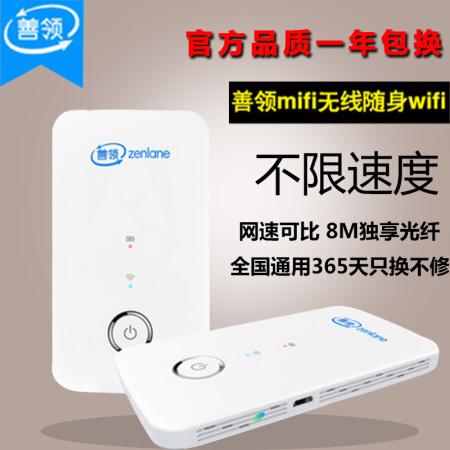 善领
官方品质一年包换
善领mifi无线随身wifi
善领 zenlane
不限速度
网速可比 8M独享光纤
全国通用365天只换不修
善领 zenlane